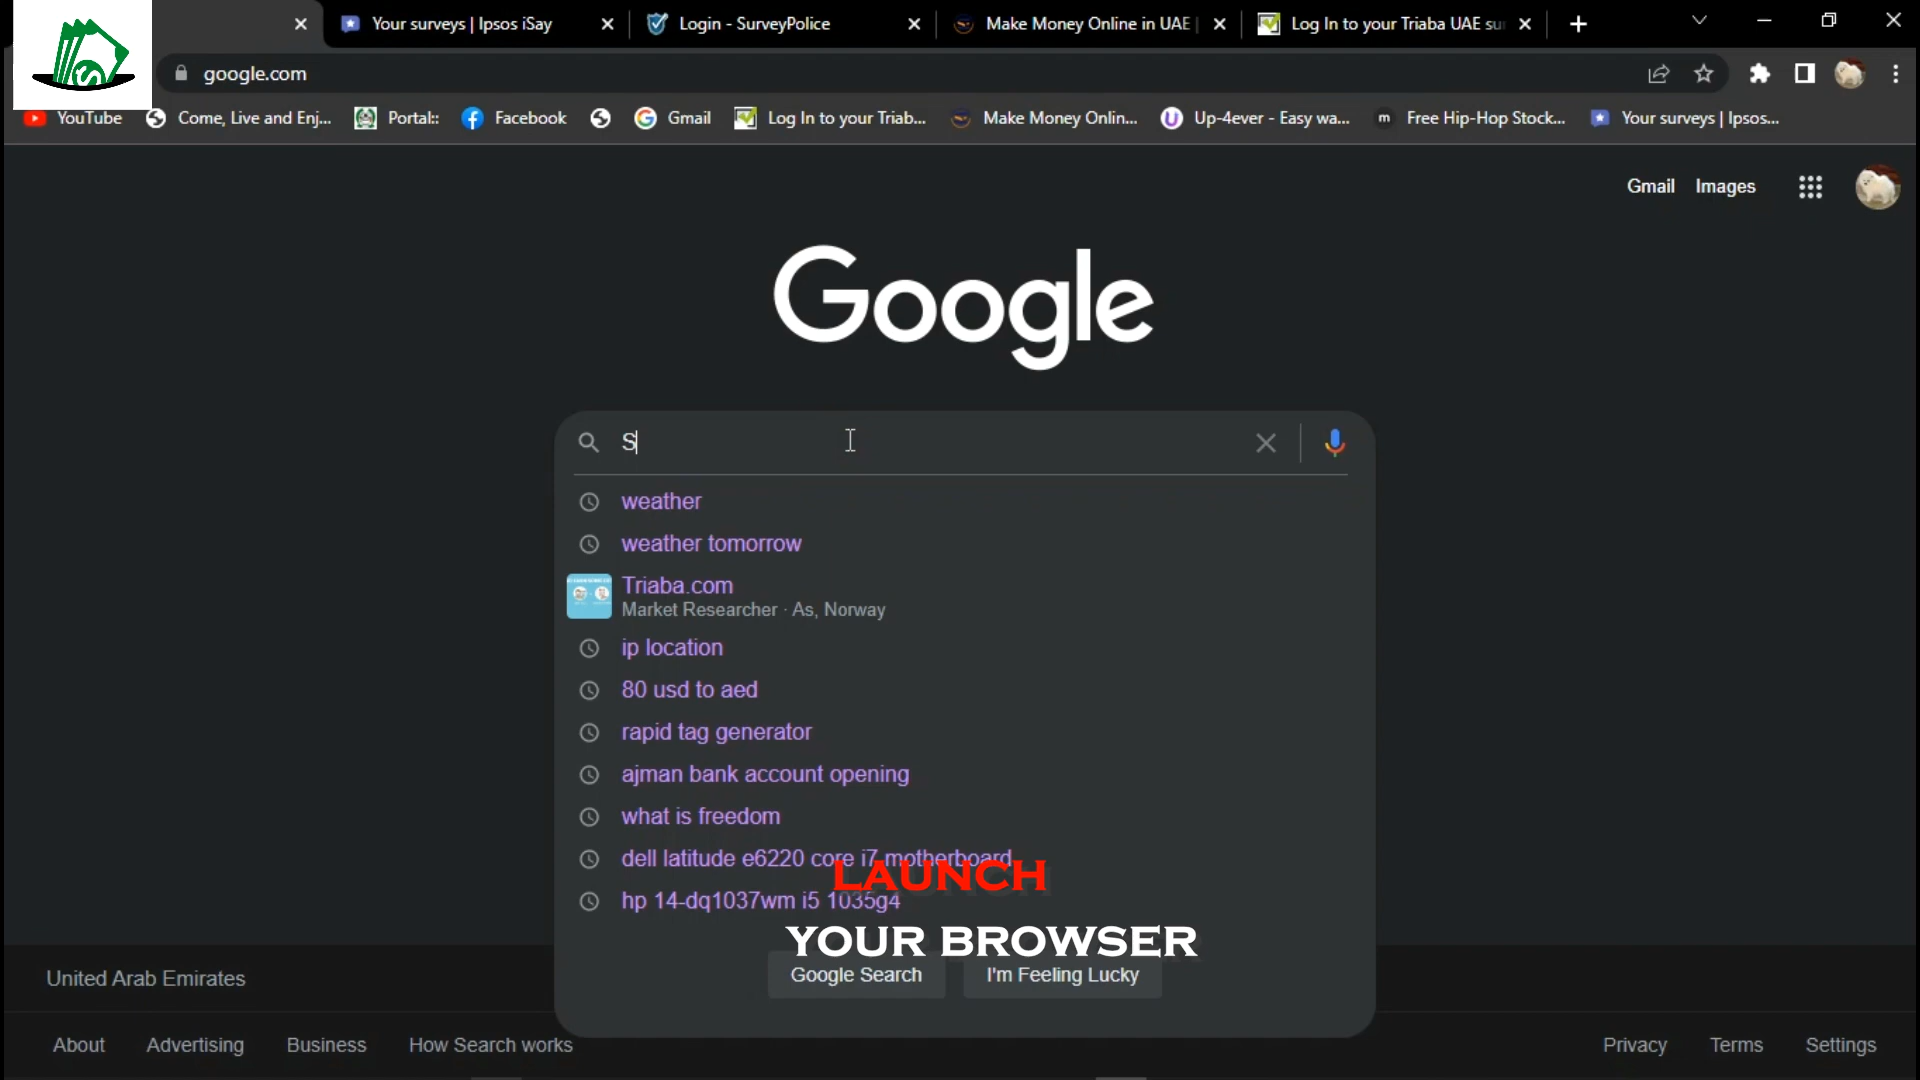 Your surveys | Ipsos iSay
Login - SurveyPolice
Make Money Online in UAE |
Log In to your Triaba UAE su
google.com
YouTube
Come, Live and Enj...
Portal::
Facebook
Gmail
Log In to your Triab...
Make Money Onlin...
Up-4ever - Easy wa...
Free Hip-Hop Stock...
Your surveys | Ipsos...
Gmail
Images
Google
S
weather
weather tomorrow
Triaba.com
Market Researcher · As, Norway
ip location
80 usd to aed
rapid tag generator
ajman bank account opening
what is freedom
dell latitude e6220 core i7 motherboard
LAUNCH
hp 14-dq1037wm i5 1035g4
YOUR BROWSER
Google Search
I'm Feeling Lucky
United Arab Emirates
About
Advertising
Business
How Search works
Privacy
Terms
Settings